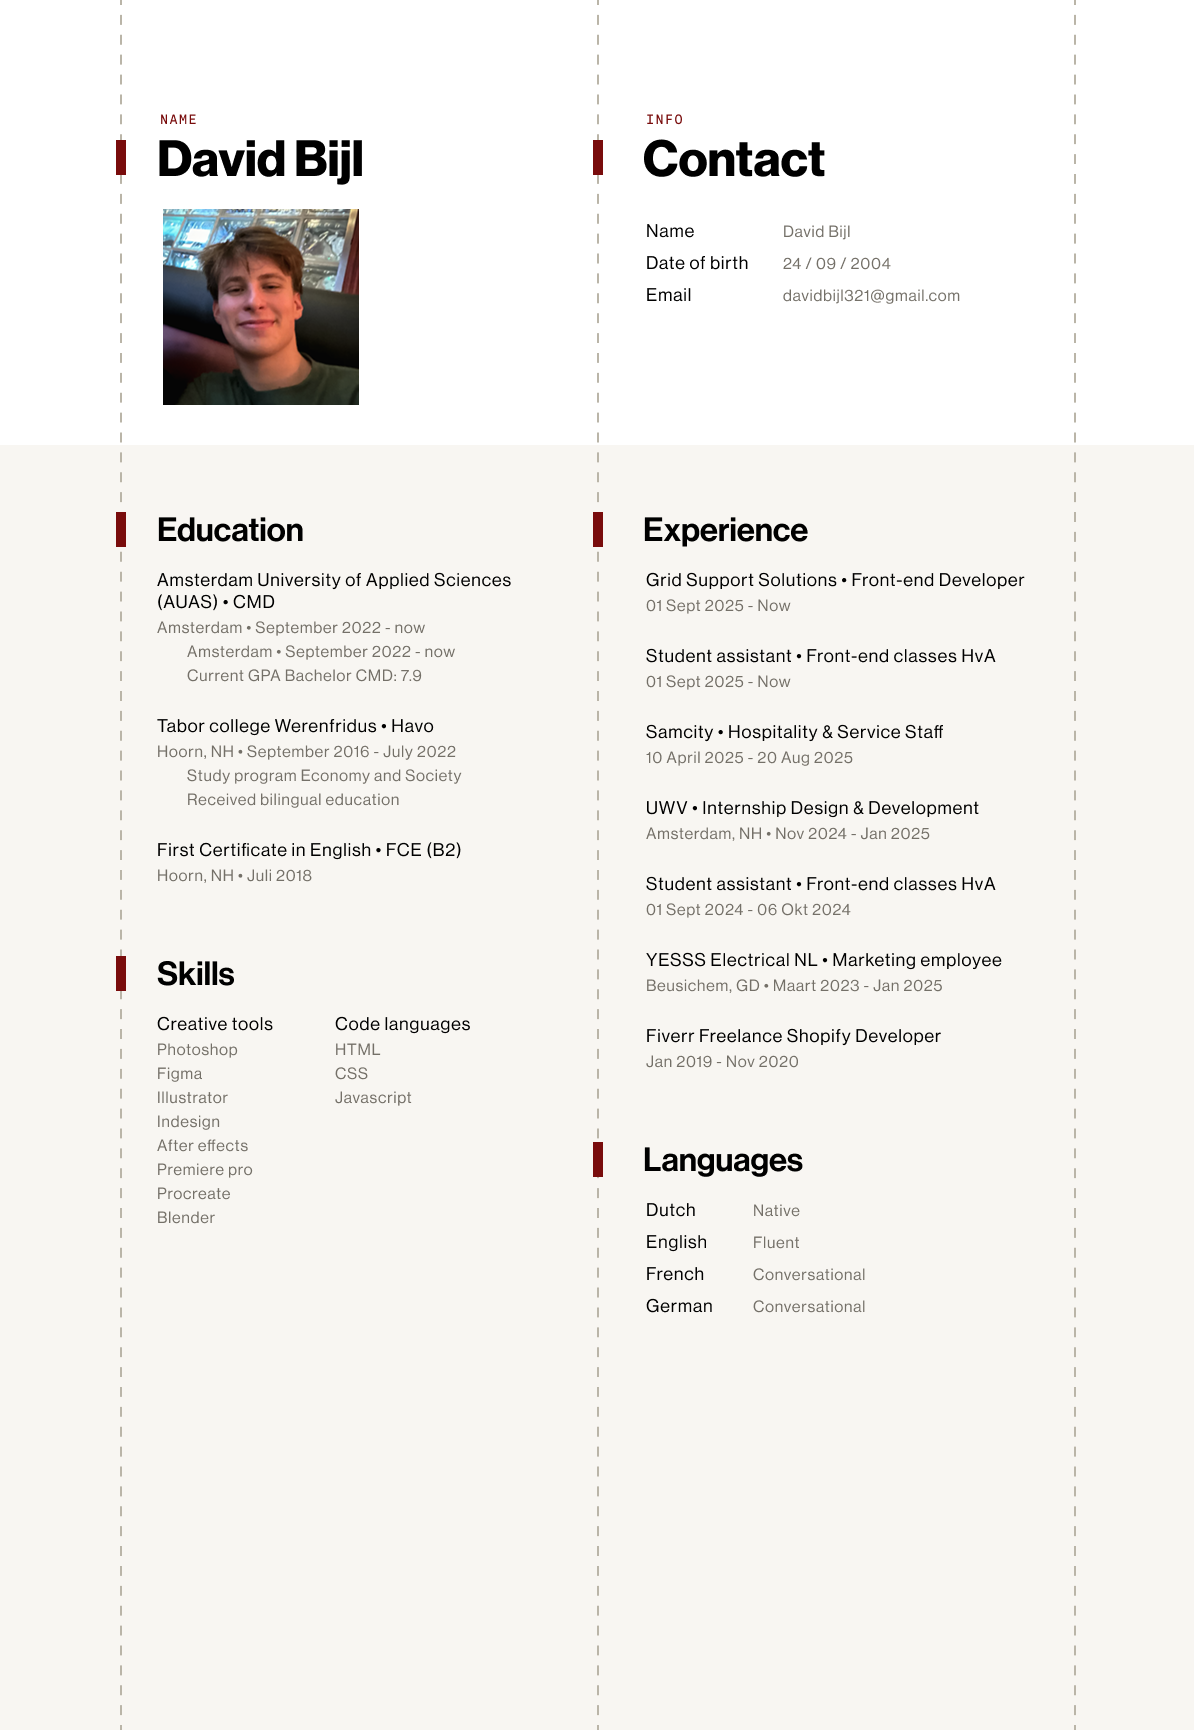 NAME
David Bijl
INFO
Contact
Name David Bijl
Date of birth 24 / 09 / 2004
Email davidbijl321@gmail.com
Education
Amsterdam University of Applied Sciences
(AUAS) • CMD
Amsterdam • September 2022 - now
Amsterdam • September 2022 - now
Current GPA Bachelor CMD: 7.9
Tabor college Werenfridus • Havo
Hoorn, NH • September 2016 - July 2022
Study program Economy and Society
Received bilingual education
First Certificate in English • FCE (B2)
Hoorn, NH • Juli 2018
Skills
Creative tools
Photoshop
Figma
Illustrator
Indesign
After effects
Premiere pro
Procreate
Blender
Code languages
HTML
CSS
Javascript
Experience
Grid Support Solutions • Front-end Developer
01 Sept 2025 - Now
Student assistant • Front-end classes HvA
01 Sept 2025 - Now
Samcity • Hospitality & Service Staff
10 April 2025 - 20 Aug 2025
UWV • Internship Design & Development
Amsterdam, NH • Nov 2024 - Jan 2025
Student assistant • Front-end classes HvA
01 Sept 2024 - 06 Okt 2024
YESSS Electrical NL • Marketing employee
Beusichem, GD • Maart 2023 - Jan 2025
Fiverr Freelance Shopify Developer
Jan 2019 - Nov 2020
Languages
Dutch Native
English Fluent
French Conversational
German Conversational